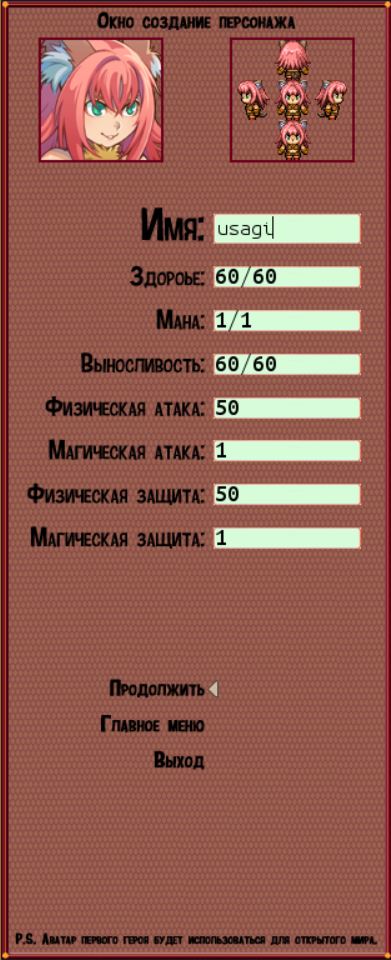 Окно создание персонажа
Имя: usagi
Здоровье: 60/60
Мана: 1/1
Выносливость: 60/60
Физическая атака: 50
Магическая атака: 1
Физическая защита: 50
Магическая защита: 1
Продолжить
Главное меню
Выход
P.S. Аватар первого героя будет использоваться для открытого мира.